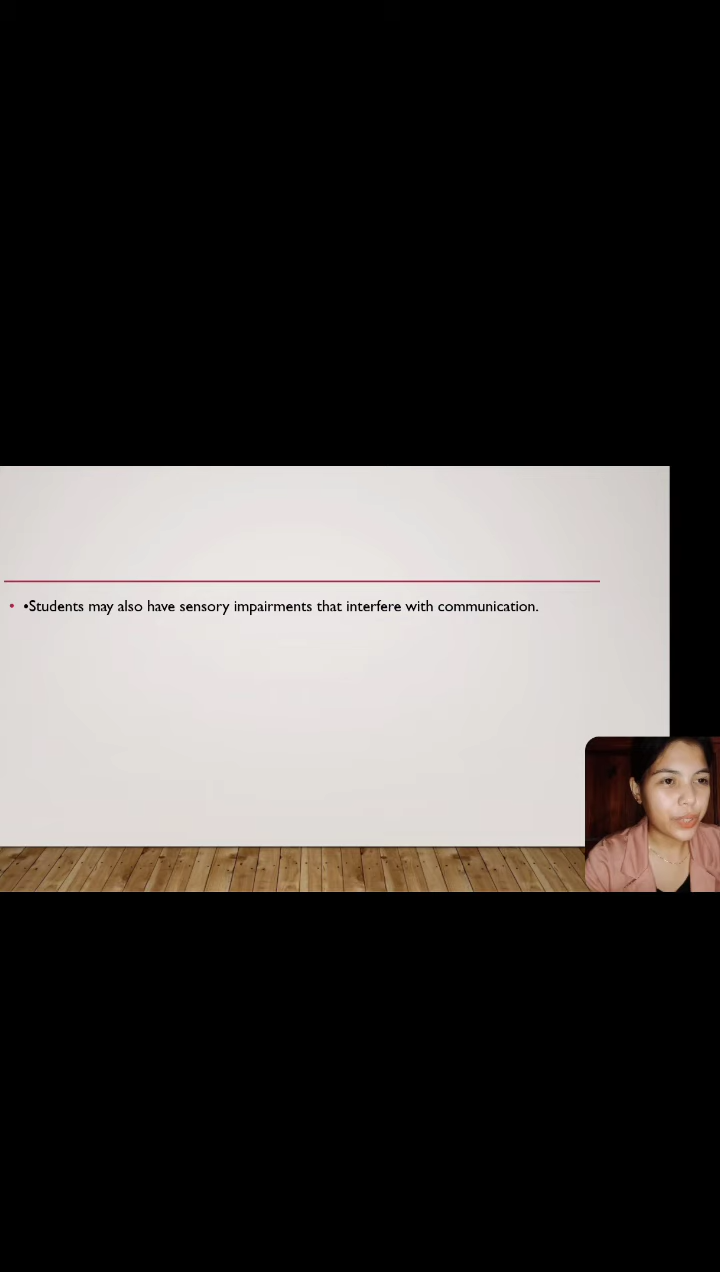 • •Students may also have sensory impairments that interfere with communication.